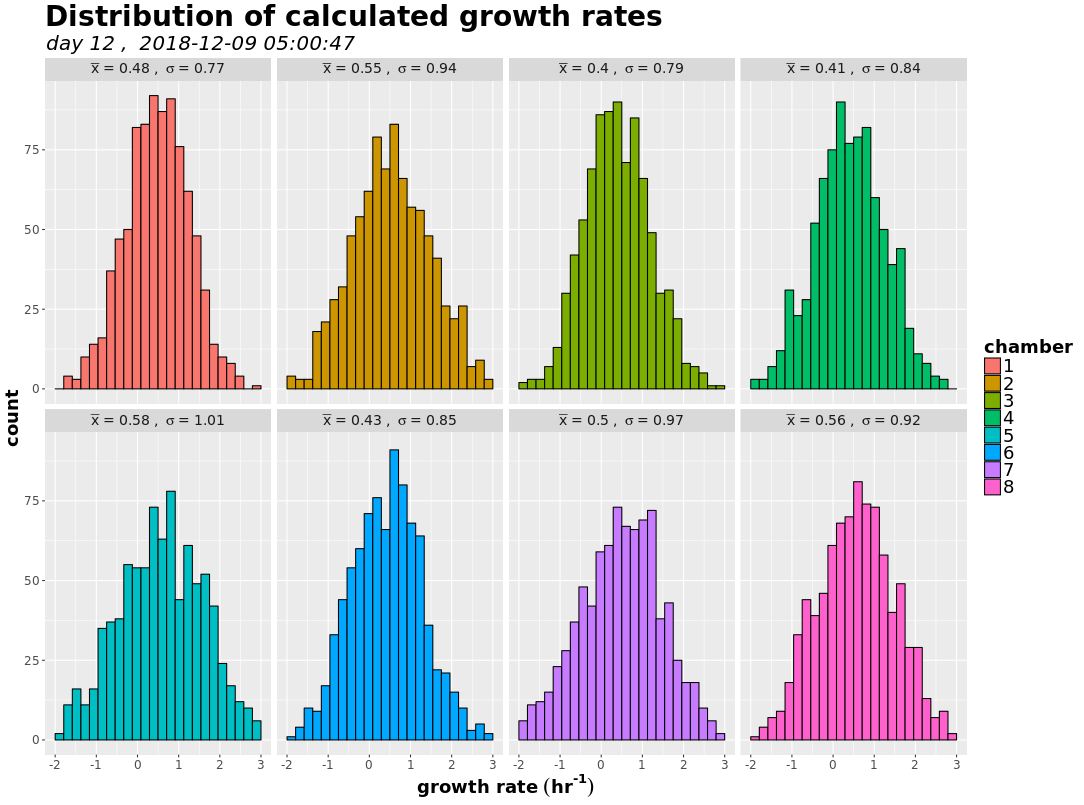 Distribution of calculated growth rates
day 12 ,  2018-12-09 05:00:47
x̅ = 0.48 ,  σ = 0.77
x̅ = 0.55 ,  σ = 0.94
x̅ = 0.4 ,  σ = 0.79
x̅ = 0.41 ,  σ = 0.84
75
50
25
0
x̅ = 0.58 ,  σ = 1.01
x̅ = 0.43 ,  σ = 0.85
x̅ = 0.5 ,  σ = 0.97
x̅ = 0.56 ,  σ = 0.92
75
50
25
0
-2 -1 0 1 2 3
-2 -1 0 1 2 3
-2 -1 0 1 2 3
-2 -1 0 1 2 3
count
growth rate (hr⁻¹)
chamber
1
2
3
4
5
6
7
8